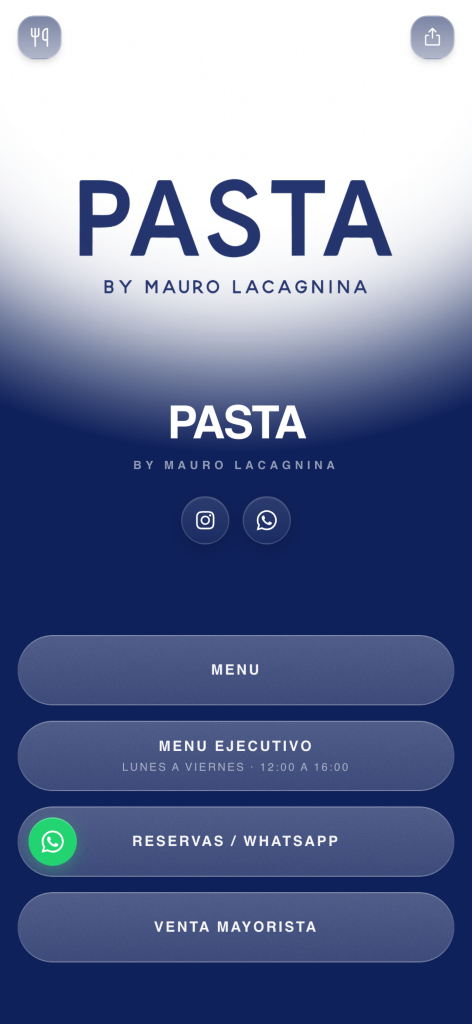 PASTA
BY MAURO LACAGNINA
PASTA
BY MAURO LACAGNINA
MENU
MENU EJECUTIVO
LUNES A VIERNES · 12:00 A 16:00
RESERVAS / WHATSAPP
VENTA MAYORISTA